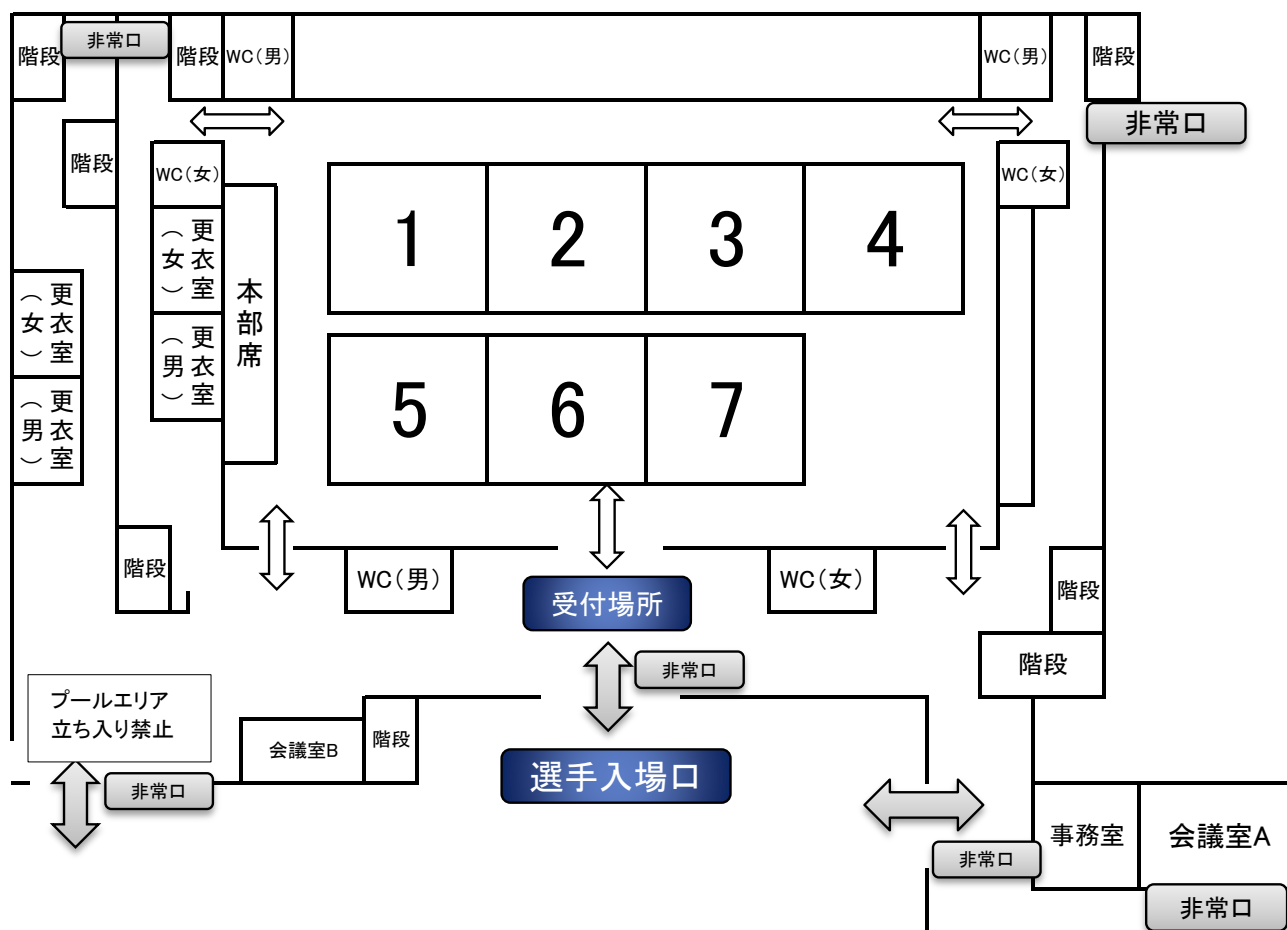 階段
非常口
階段
WC(男)
WC(男)
階段
非常口
階段
WC(女)
WC(女)
1
2
3
4
更衣室
(女)
本部席
更衣室
(女)
更衣室
(男)
5
6
7
更衣室
(男)
階段
WC(男)
受付場所
WC(女)
階段
階段
非常口
プールエリア
立ち入り禁止
会議室B
階段
選手入場口
非常口
事務室
会議室A
非常口
非常口